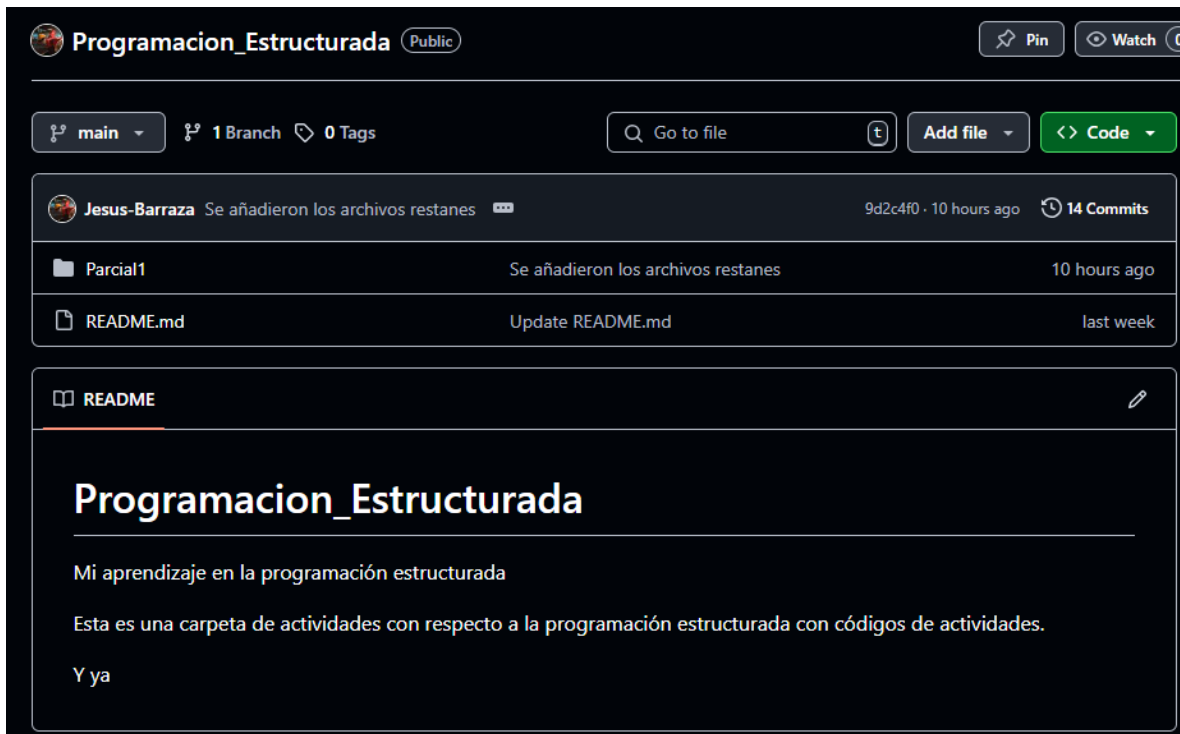 Programacion_Estructurada Public Pin Watch
main 1 Branch 0 Tags Go to file t Add file Code
Jesus-Barraza Se añadieron los archivos restanes 9d2c4f0 · 10 hours ago 14 Commits
Parcial1 Se añadieron los archivos restanes 10 hours ago
README.md Update README.md last week
README
Programacion_Estructurada
Mi aprendizaje en la programación estructurada
Esta es una carpeta de actividades con respecto a la programación estructurada con códigos de actividades.
Y ya